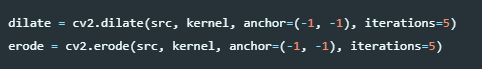 dilate = cv2.dilate(src, kernel, anchor=(-1, -1), iterations=5)
erode = cv2.erode(src, kernel, anchor=(-1, -1), iterations=5)